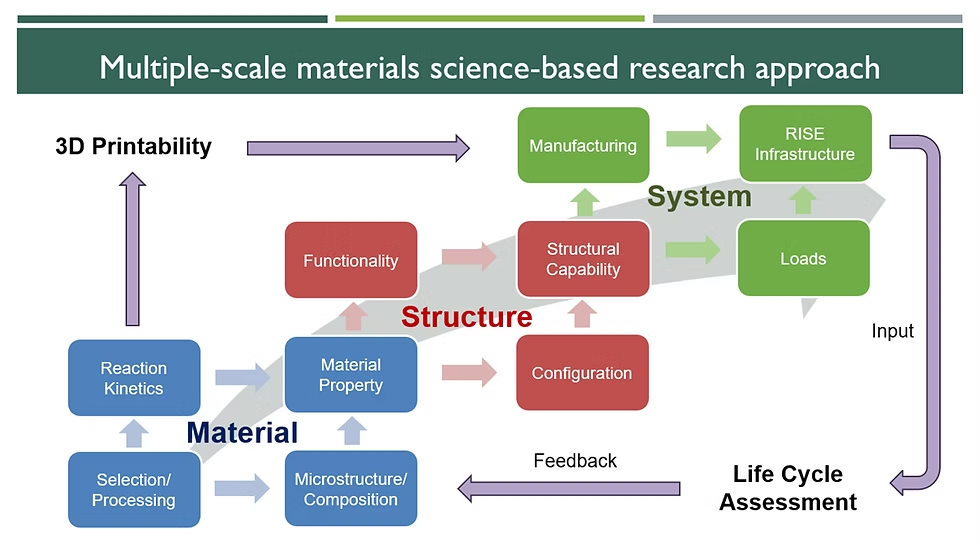 Multiple-scale materials science-based research approach
3D Printability
Manufacturing
RISE
Infrastructure
System
Functionality
Structural
Capability
Loads
Structure
Input
Reaction
Kinetics
Material
Property
Configuration
Material
Selection/
Processing
Microstructure/
Composition
Feedback
Life Cycle
Assessment